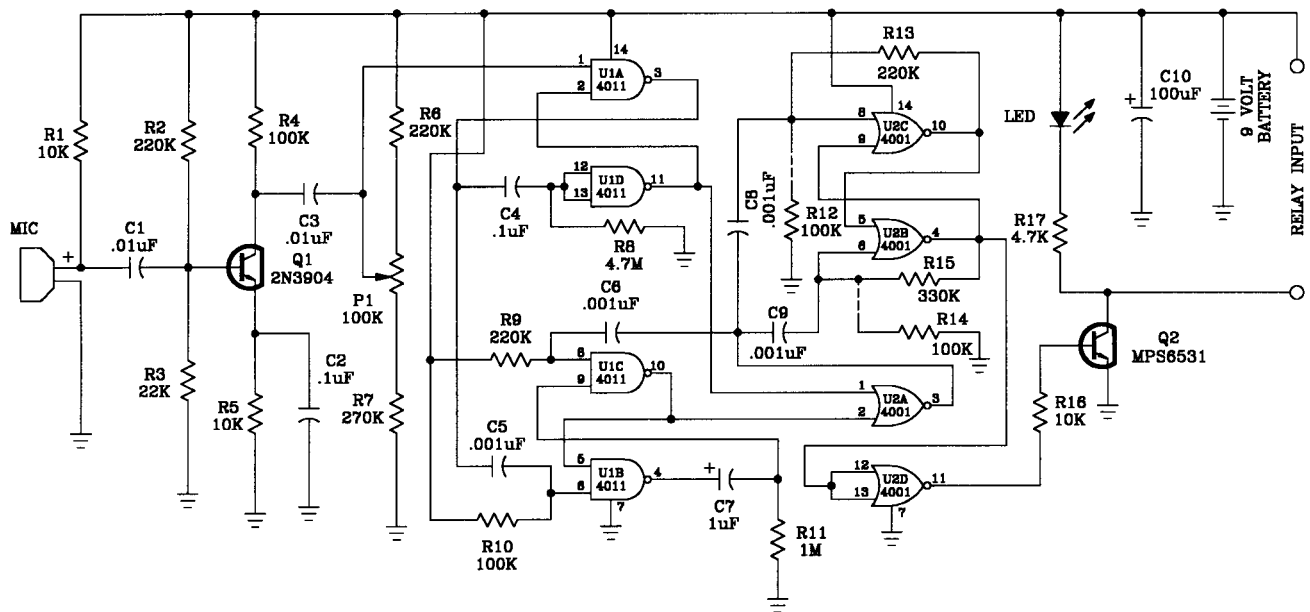 R1
10K
R2
220K
R4
100K
R6
220K
MIC
+
C1
.01uF
C3
.01uF
Q1
2N3904
P1
100K
R3
22K
R5
10K
C2
.1uF
R7
270K
1
2
14
U1A
4011
3
C4
.1uF
12
13
U1D
4011
11
R8
4.7M
C6
.001uF
R9
220K
8
9
U1C
4011
10
C5
.001uF
5
6
U1B
4011
4
7
R10
100K
+
C7
1uF
R11
1M
C8
.001uF
C9
.001uF
R12
100K
R13
220K
14
8
9
U2C
4001
10
5
6
U2B
4001
4
R15
330K
R14
100K
1
2
U2A
4001
3
12
13
U2D
4001
11
7
LED
R17
4.7K
R16
10K
Q2
MPS6531
C10
100uF
+
9 VOLT
BATTERY
RELAY INPUT